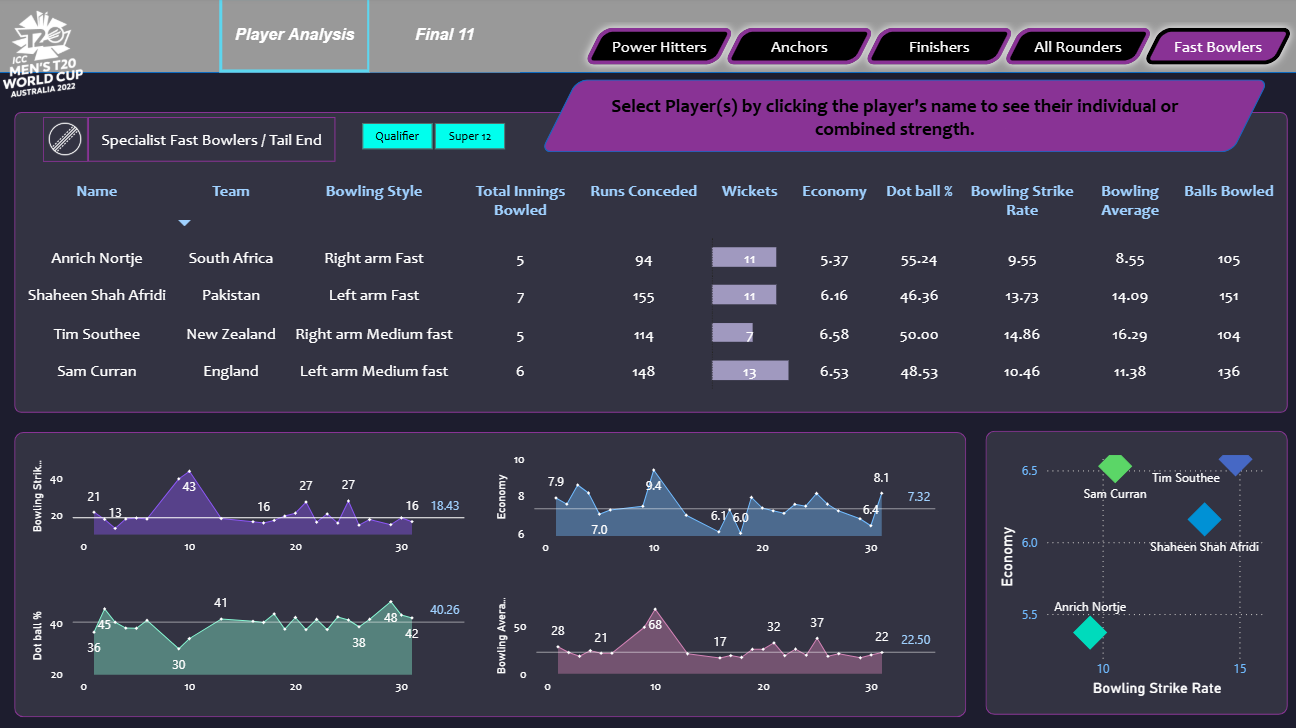 T20
ICC
MEN'S T20
WORLD CUP
AUSTRALIA 2022
Player Analysis
Final 11
Power Hitters
Anchors
Finishers
All Rounders
Fast Bowlers
Select Player(s) by clicking the player's name to see their individual or
combined strength.
Specialist Fast Bowlers / Tail End
Qualifier
Super 12
Name Team Bowling Style Total Innings Bowled Runs Conceded Wickets Economy Dot ball % Bowling Strike Rate Bowling Average Balls Bowled
Anrich Nortje South Africa Right arm Fast 5 94 11 5.37 55.24 9.55 8.55 105
Shaheen Shah Afridi Pakistan Left arm Fast 7 155 11 6.16 46.36 13.73 14.09 151
Tim Southee New Zealand Right arm Medium fast 5 114 7 6.58 50.00 14.86 16.29 104
Sam Curran England Left arm Medium fast 6 148 13 6.53 48.53 10.46 11.38 136
Bowling Strik...
40
20
21
13
43
16
27
27
16
18.43
0 10 20 30
Economy
10
8
6
7.9
7.0
9.4
6.1
6.0
6.4
8.1
7.32
0 10 20 30
Dot ball %
40
20
36
45
30
41
38
48
42
40.26
0 10 20 30
Bowling Avera...
50
0
28
21
68
17
32
37
22
22.50
0 10 20 30
Economy
6.5
6.0
5.5
Sam Curran
Tim Southee
Shaheen Shah Afridi
Anrich Nortje
10 15
Bowling Strike Rate